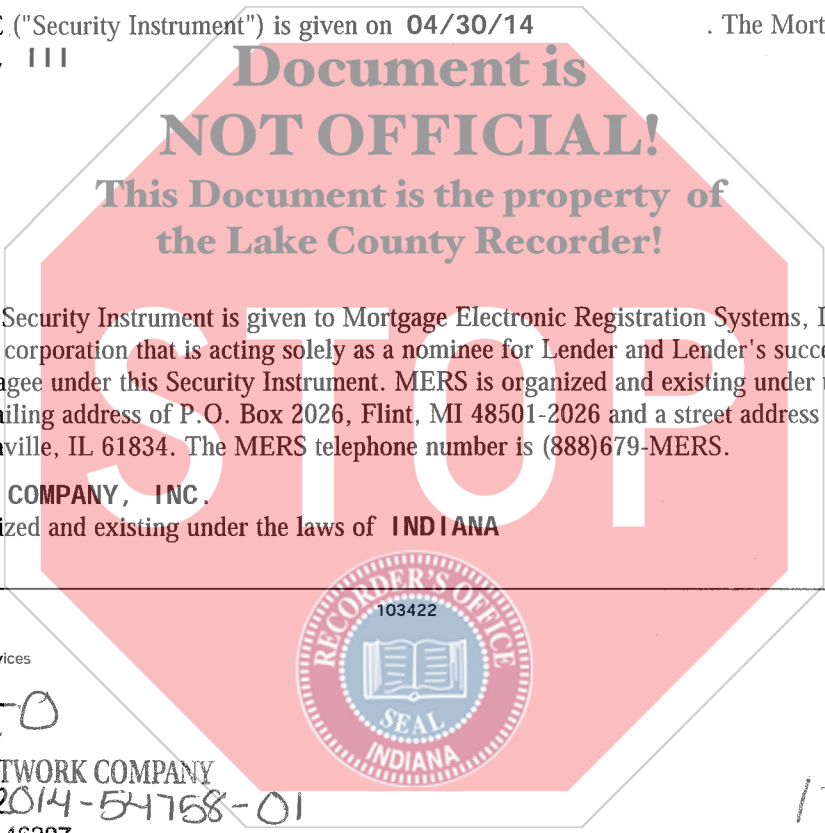 ("Security Instrument") is given on 04/30/14 . The Mort
III
Document is
NOT OFFICIAL!
This Document is the property of
the Lake County Recorder!
STOP
Security Instrument is given to Mortgage Electronic Registration Systems,
corporation that is acting solely as a nominee for Lender and Lender's succe
agee under this Security Instrument. MERS is organized and existing under
ailing address of P.O. Box 2026, Flint, MI 48501-2026 and a street address
ville, IL 61834. The MERS telephone number is (888)679-MERS.
COMPANY, INC.
ized and existing under the laws of INDIANA
RECORDER'S OFFICE
103422
SEAL
INDIANA
vices
TWORK COMPANY
2014-54758-01